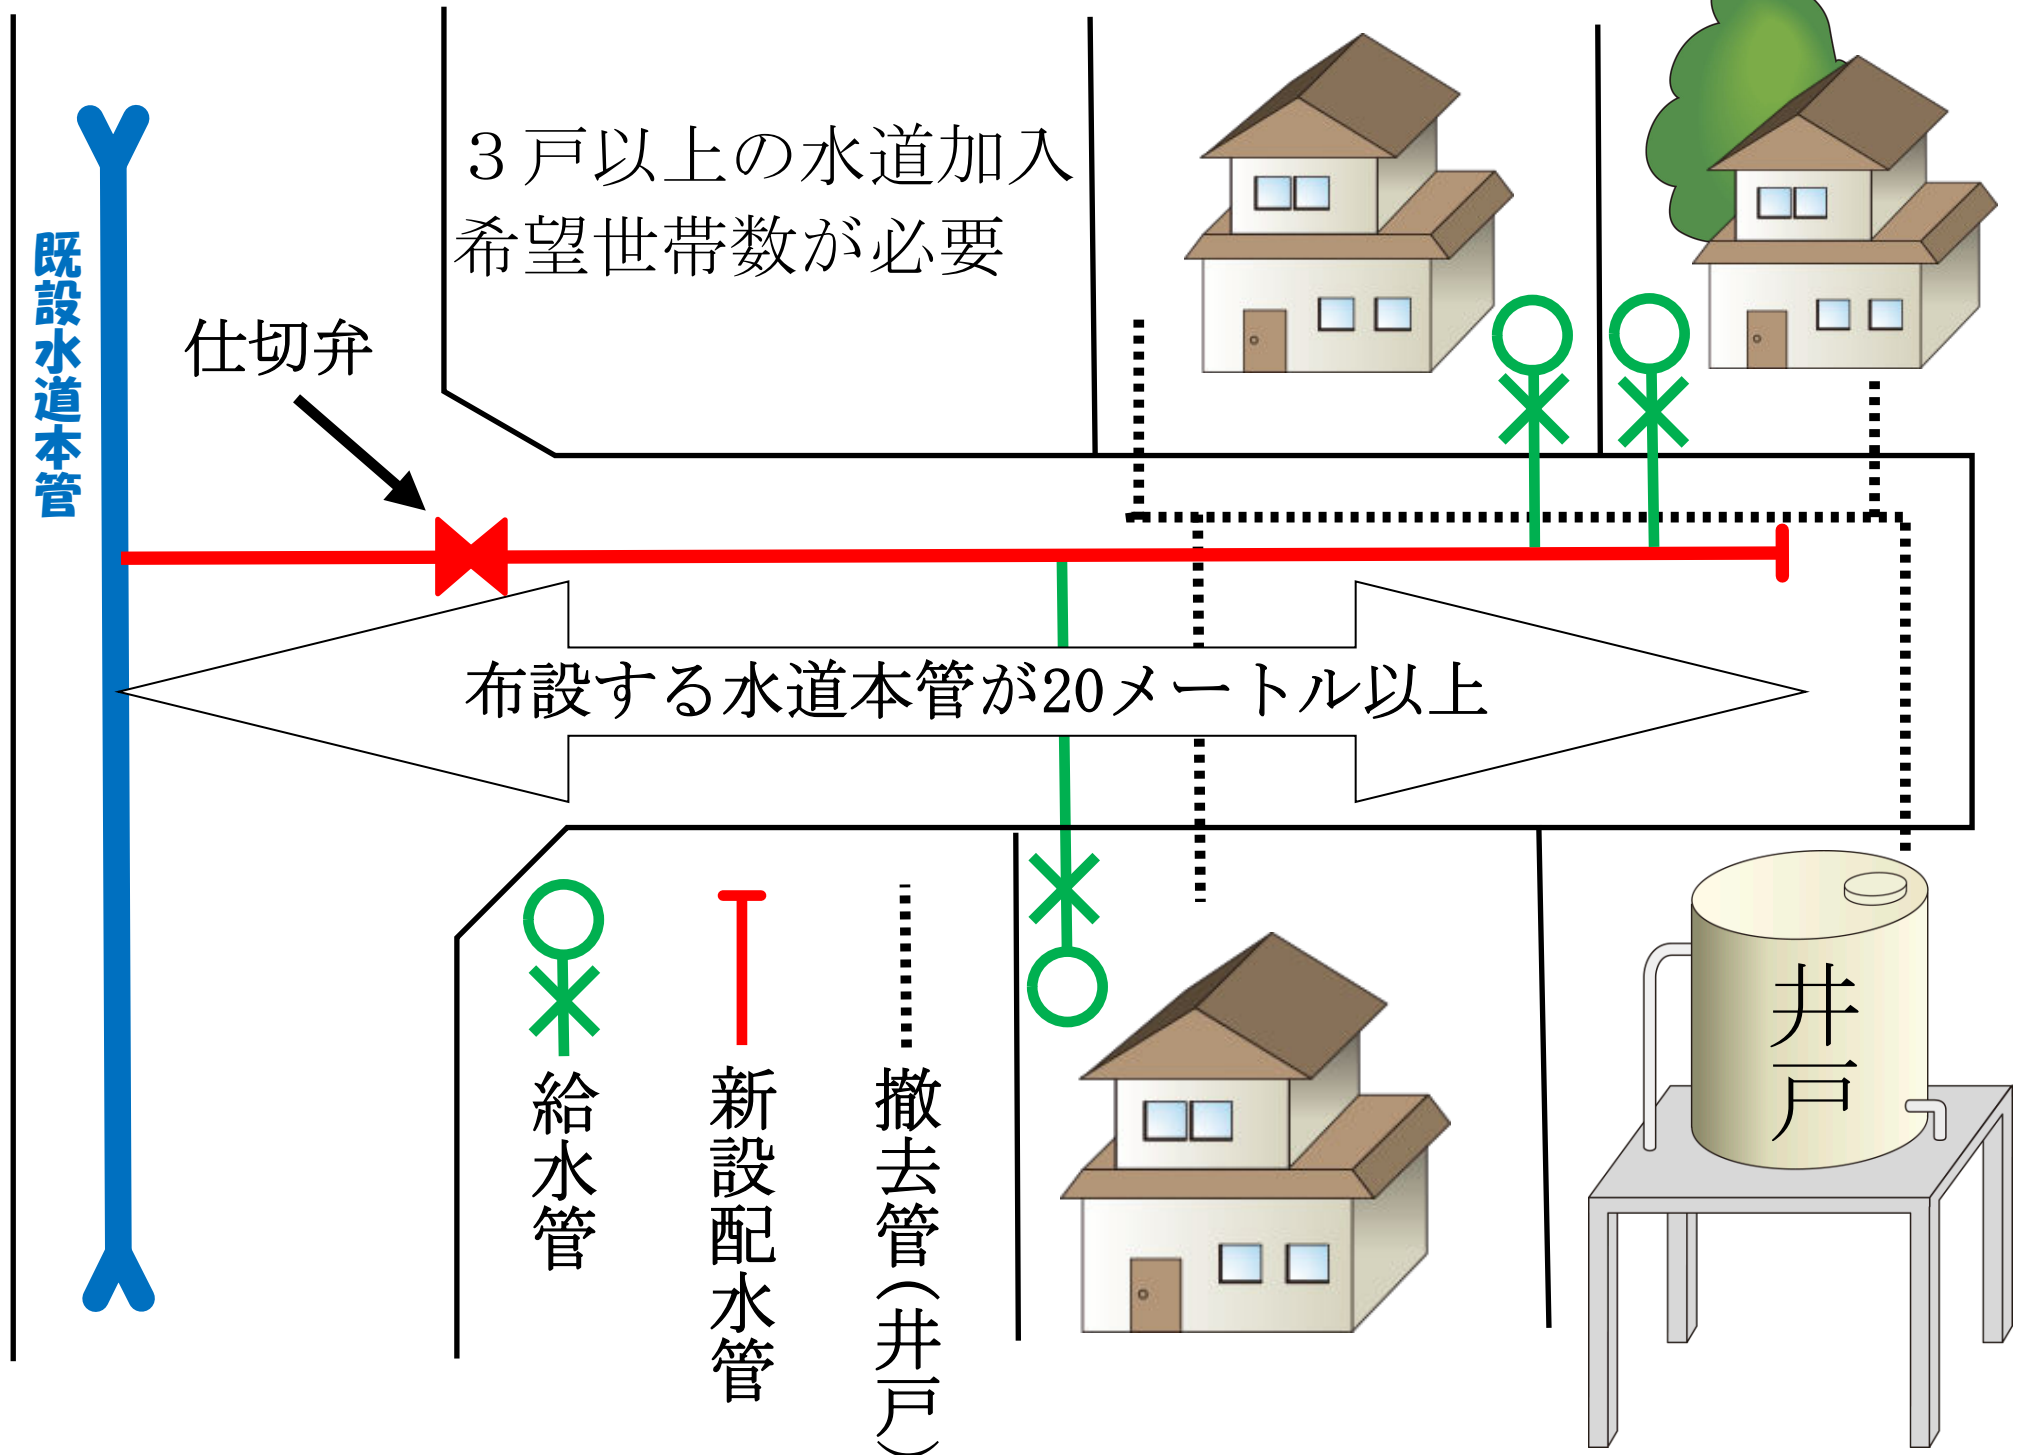 ３戸以上の水道加入
希望世帯数が必要
既設水道本管
仕切弁
布設する水道本管が20メートル以上
給水管
新設配水管
撤去管(井戸)
井戸